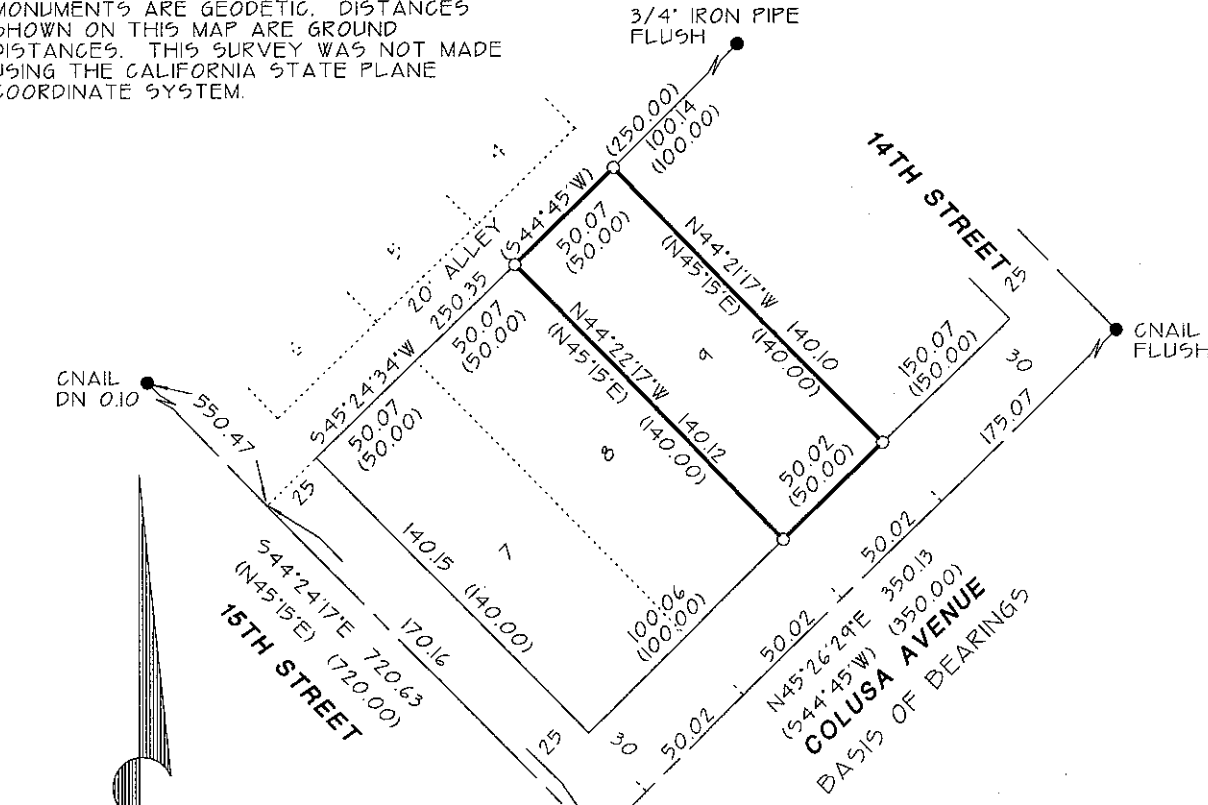 MONUMENTS ARE GEODETIC. DISTANCES
SHOWN ON THIS MAP ARE GROUND
DISTANCES. THIS SURVEY WAS NOT MADE
USING THE CALIFORNIA STATE PLANE
COORDINATE SYSTEM.
3/4" IRON PIPE
FLUSH
(250.00)
100.14
(100.00)
14TH STREET
25
4
5
20' ALLEY
(S44°45'W)
50.07
(50.00)
N44°21'17"W
(N45°15'E)
140.10
(140.00)
9
CNAIL
FLUSH
30
150.07
(150.00)
175.07
S45°24'34"W
250.35
50.07
(50.00)
N44°22'17"W
(N45°15'E)
140.12
(140.00)
8
50.02
(50.00)
CNAIL
DN 0.10
550.47
50.07
(50.00)
25
7
140.15
(140.00)
100.06
(100.00)
S44°24'17"E 720.63
(N45°15'E) (720.00)
15TH STREET
170.16
25
30
50.02
50.02
50.02
N45°26'29"E 350.13
(S44°45'W) (350.00)
COLUSA AVENUE
BASIS OF BEARINGS